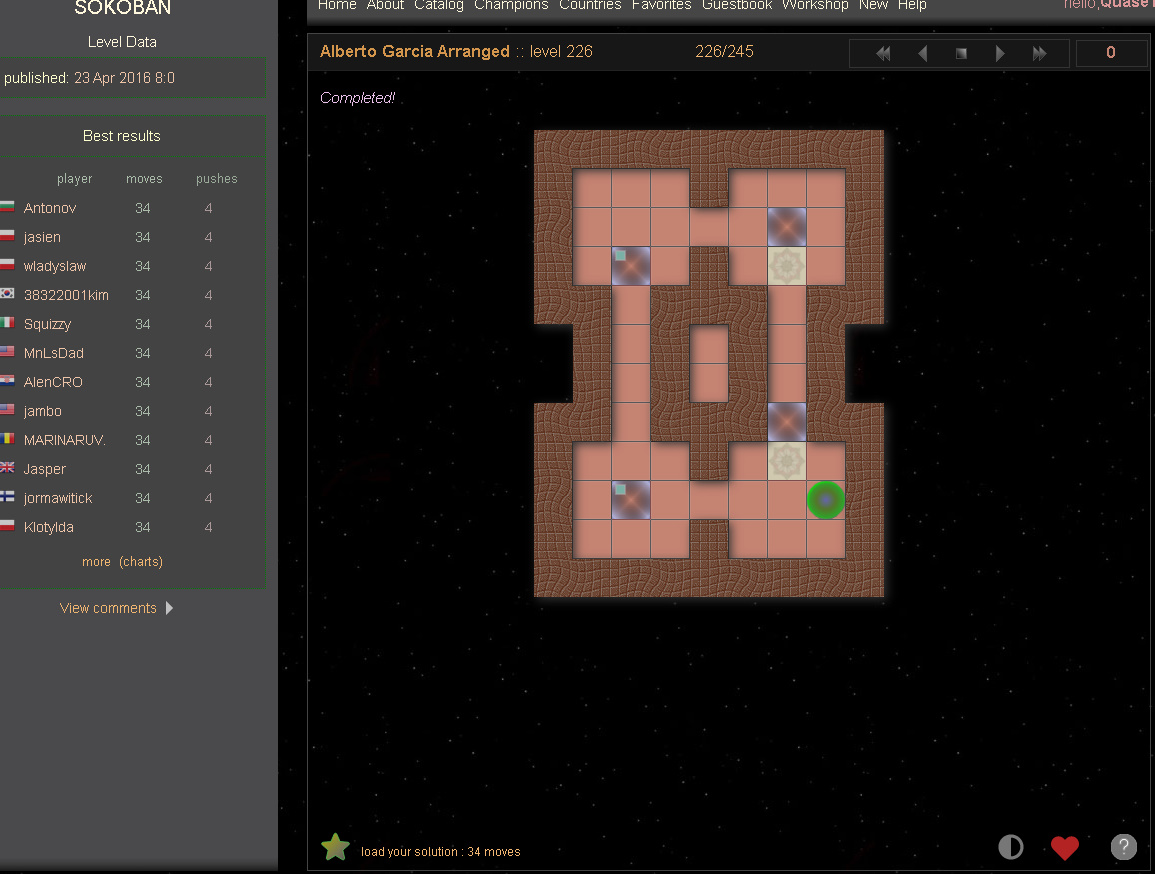 SOKOBAN
Home About Catalog Champions Countries Favorites Guestbook Workshop New Help
Level Data
published: 23 Apr 2016 8:0
Alberto Garcia Arranged :: level 226
226/245
0
Completed!
Best results
player moves pushes
Antonov 34 4
jasien 34 4
wladyslaw 34 4
38322001kim 34 4
Squizzy 34 4
MnLsDad 34 4
AlenCRO 34 4
jambo 34 4
MARINARUV. 34 4
Jasper 34 4
jormawitick 34 4
Klotylda 34 4
more (charts)
View comments
load your solution : 34 moves
?